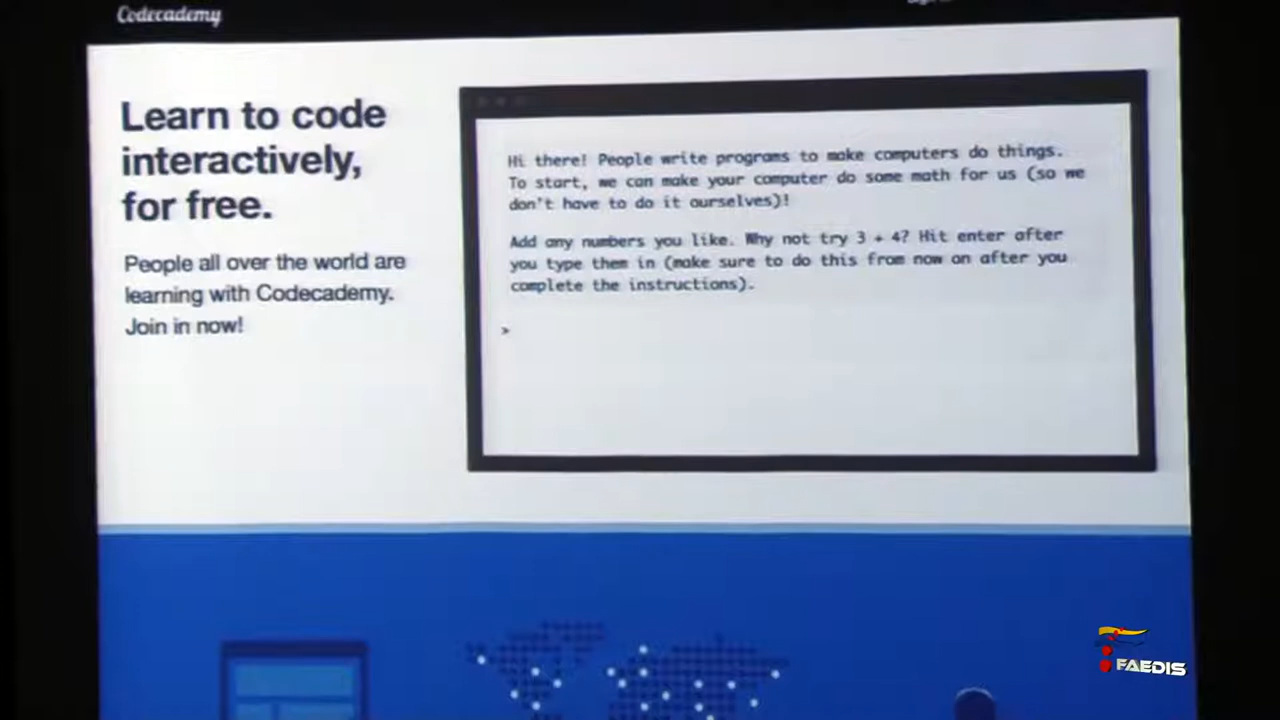 Codecademy
Learn to code
interactively,
for free.
People all over the world are
learning with Codecademy.
Join in now!
Hi there! People write programs to make computers do things.
To start, we can make your computer do some math for us (so we
don't have to do it ourselves)!
Add any numbers you like. Why not try 3 + 4? Hit enter after
you type them in (make sure to do this from now on after you
complete the instructions).
>
FAEDIS